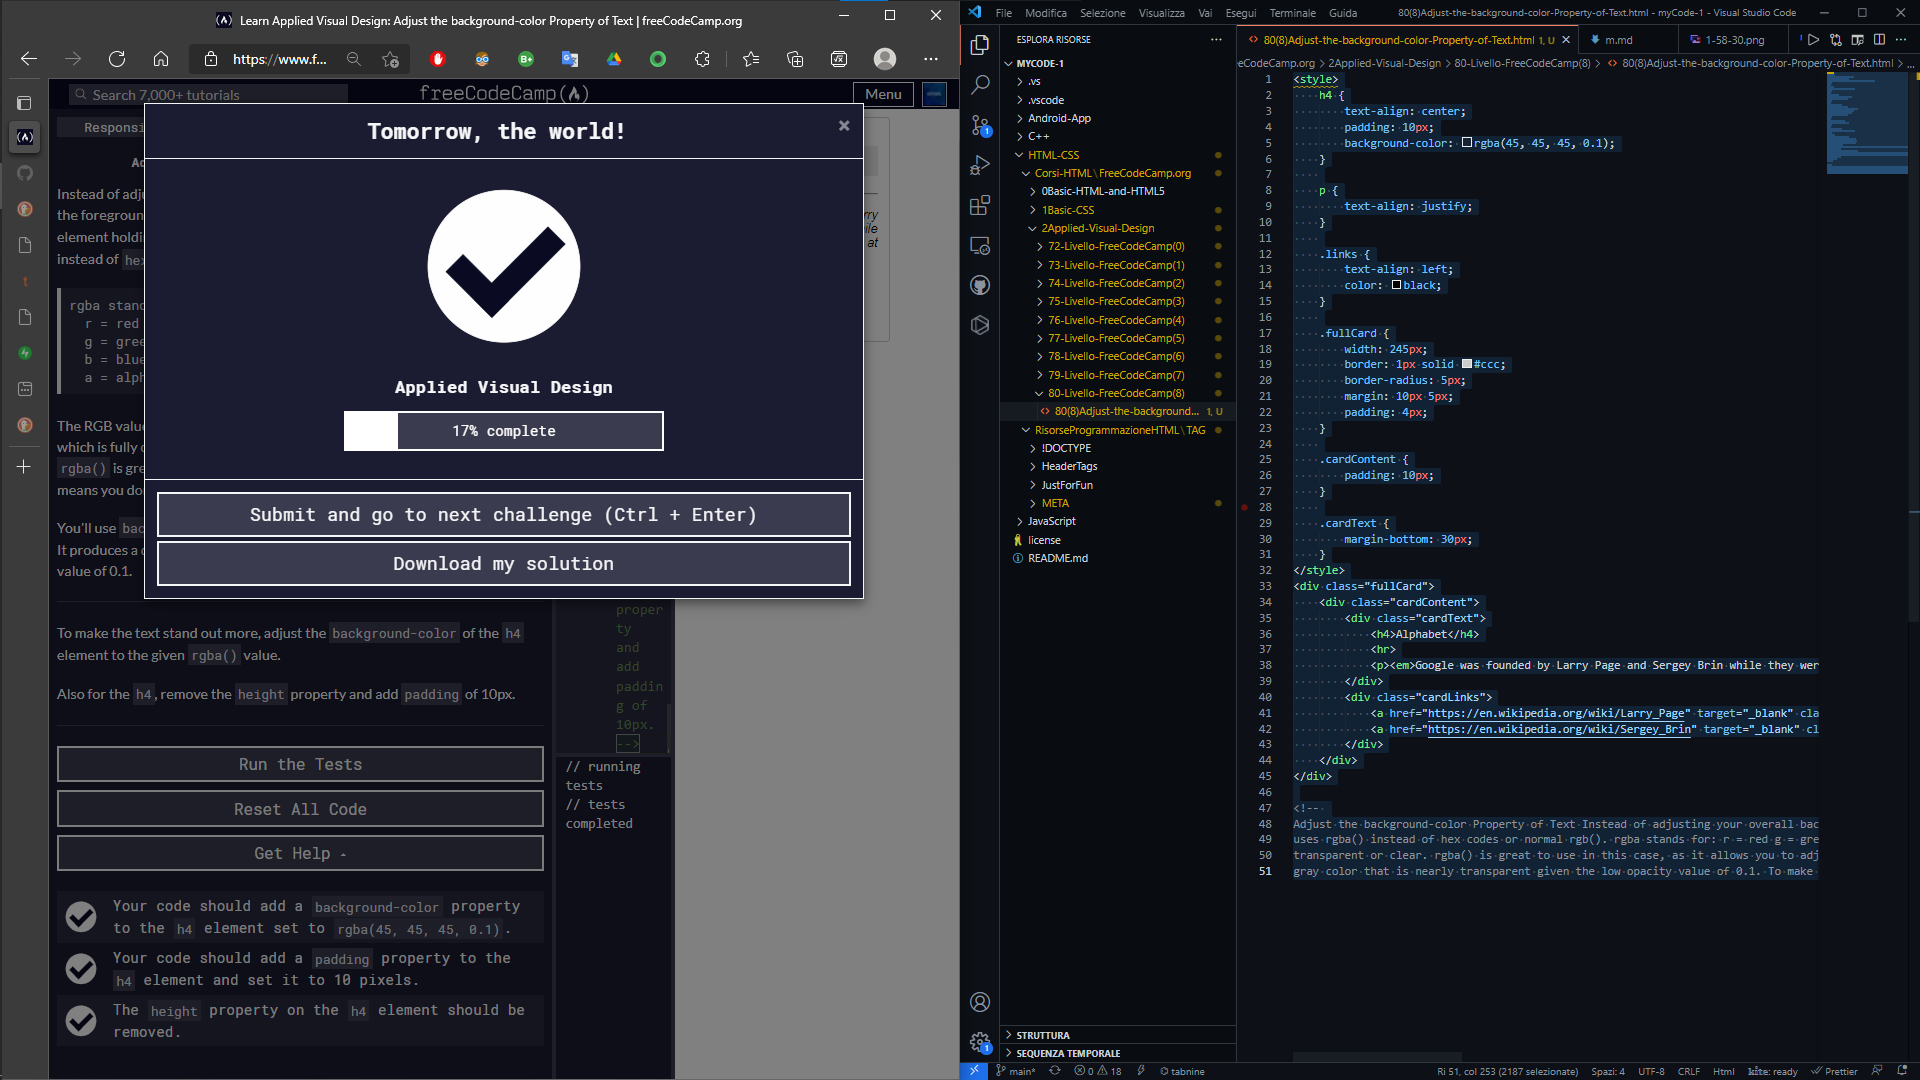 Learn Applied Visual Design: Adjust the background-color Property of Text | freeCodeCamp.org
https://www.f...
Search 7,000+ tutorials
freeCodeCamp(🔥)
Menu
Tomorrow, the world!
×
Applied Visual Design
17% complete
Submit and go to next challenge (Ctrl + Enter)
Download my solution
Responsi
Instead of adj
the foregroun
element holdi
instead of he
rgba stand
r = red
g = gree
b = blue
a = alph
The RGB value
which is fully o
rgba() is gre
means you do
You'll use bac
It produces a d
value of 0.1.
To make the text stand out more, adjust the background-color of the h4
element to the given rgba() value.
Also for the h4, remove the height property and add padding of 10px.
Run the Tests
Reset All Code
Get Help
Your code should add a background-color property
to the h4 element set to rgba(45, 45, 45, 0.1).
Your code should add a padding property to the
h4 element and set it to 10 pixels.
The height property on the h4 element should be
removed.
proper
ty
and
add
paddin
g of
10px.
-->
// running
tests
// tests
completed
File Modifica Selezione Visualizza Vai Esegui Terminale Guida
80(8)Adjust-the-background-color-Property-of-Text.html - myCode-1 - Visual Studio Code
ESPLORA RISORSE
MYCODE-1
.vs
.vscode
Android-App
C++
HTML-CSS
Corsi-HTML\FreeCodeCamp.org
0Basic-HTML-and-HTML5
1Basic-CSS
2Applied-Visual-Design
72-Livello-FreeCodeCamp(0)
73-Livello-FreeCodeCamp(1)
74-Livello-FreeCodeCamp(2)
75-Livello-FreeCodeCamp(3)
76-Livello-FreeCodeCamp(4)
77-Livello-FreeCodeCamp(5)
78-Livello-FreeCodeCamp(6)
79-Livello-FreeCodeCamp(7)
80-Livello-FreeCodeCamp(8)
80(8)Adjust-the-background... 1, U
RisorseProgrammazioneHTML\TAG
!DOCTYPE
HeaderTags
JustForFun
META
JavaScript
license
README.md
STRUTTURA
SEQUENZA TEMPORALE
80(8)Adjust-the-background-color-Property-of-Text.html 1, U
m.md
1-58-30.png
eCodeCamp.org > 2Applied-Visual-Design > 80-Livello-FreeCodeCamp(8) > 80(8)Adjust-the-background-color-Property-of-Text.html > ...
1 <style>
2 h4 {
3 text-align: center;
4 padding: 10px;
5 background-color: rgba(45, 45, 45, 0.1);
6 }
7
8 p {
9 text-align: justify;
10 }
11
12 .links {
13 text-align: left;
14 color: black;
15 }
16
17 .fullCard {
18 width: 245px;
19 border: 1px solid #ccc;
20 border-radius: 5px;
21 margin: 10px 5px;
22 padding: 4px;
23 }
24
25 .cardContent {
26 padding: 10px;
27 }
28
29 .cardText {
30 margin-bottom: 30px;
31 }
32 </style>
33 <div class="fullCard">
34 <div class="cardContent">
35 <div class="cardText">
36 <h4>Alphabet</h4>
37 <hr>
38 <p><em>Google was founded by Larry Page and Sergey Brin while they wer
39 </div>
40 <div class="cardLinks">
41 <a href="https://en.wikipedia.org/wiki/Larry_Page" target="_blank" cla
42 <a href="https://en.wikipedia.org/wiki/Sergey_Brin" target="_blank" cl
43 </div>
44 </div>
45 </div>
46
47 <!--
48 Adjust the background-color Property of Text Instead of adjusting your overall bac
49 uses rgba() instead of hex codes or normal rgb(). rgba stands for: r = red g = gre
50 transparent or clear. rgba() is great to use in this case, as it allows you to adj
51 gray color that is nearly transparent given the low opacity value of 0.1. To make
main* 0 18 tabnine
Ri 51, col 253 (2187 selezionate) Spazi: 4 UTF-8 CRLF Html kite: ready Prettier